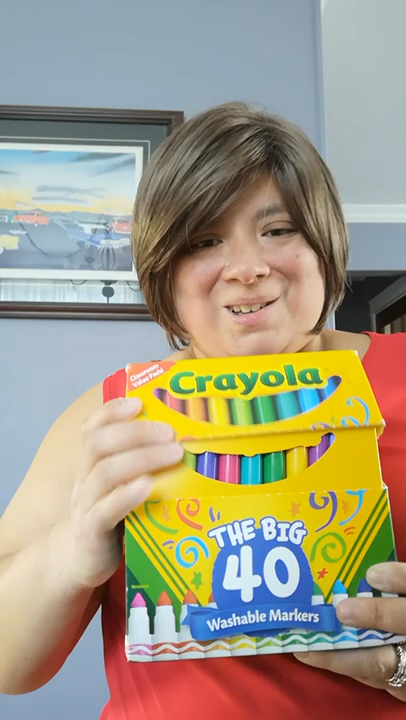 Classroom
Value Pack!
Crayola
THE BIG
40
Washable Markers